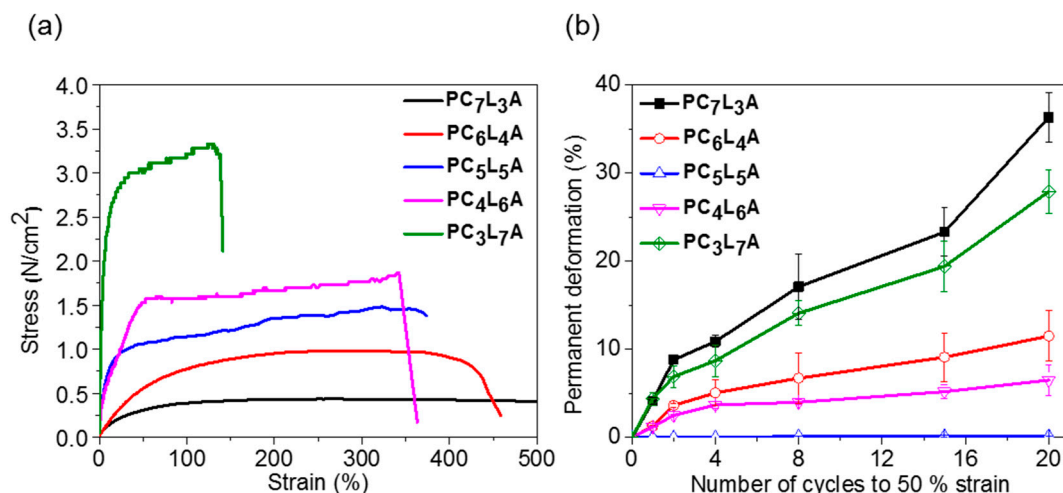 (a)
4.0
3.5
3.0
2.5
2.0
1.5
1.0
0.5
0.0
Stress (N/cm²)
0 100 200 300 400 500
Strain (%)
PC₇L₃A
PC₆L₄A
PC₅L₅A
PC₄L₆A
PC₃L₇A
(b)
40
30
20
10
0
Permanent deformation (%)
0 4 8 12 16 20
Number of cycles to 50 % strain
PC₇L₃A
PC₆L₄A
PC₅L₅A
PC₄L₆A
PC₃L₇A